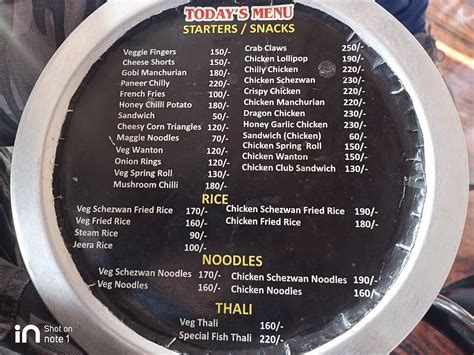 TODAY'S MENU
STARTERS / SNACKS
Veggie Fingers 150/-
Cheese Shorts 150/-
Gobi Manchurian 180/-
Paneer Chilly 220/-
French Fries 100/-
Honey Chilli Potato 180/-
Sandwich 50/-
Cheesy Corn Triangles 120/-
Maggie Noodles 70/-
Veg Wanton 120/-
Onion Rings 120/-
Veg Spring Roll 130/-
Mushroom Chilli 180/-
Crab Claws 250/-
Chicken Lollipop 190/-
Chilly Chicken 220/-
Chicken Schezwan 230/-
Crispy Chicken 220/-
Chicken Manchurian 220/-
Dragon Chicken 230/-
Honey Garlic Chicken 230/-
Sandwich (Chicken) 60/-
Chicken Spring Roll 150/-
Chicken Wanton 150/-
Chicken Club Sandwich 130/-
RICE
Veg Schezwan Fried Rice 170/-
Veg Fried Rice 160/-
Steam Rice 90/-
Jeera Rice 100/-
Chicken Schezwan Fried Rice 190/-
Chicken Fried Rice 180/-
NOODLES
Veg Schezwan Noodles 170/-
Veg Noodles 160/-
Chicken Schezwan Noodles 190/-
Chicken Noodles 160/-
THALI
Veg Thali 160/-
Special Fish Thali 220/-
in Shot on
note 1